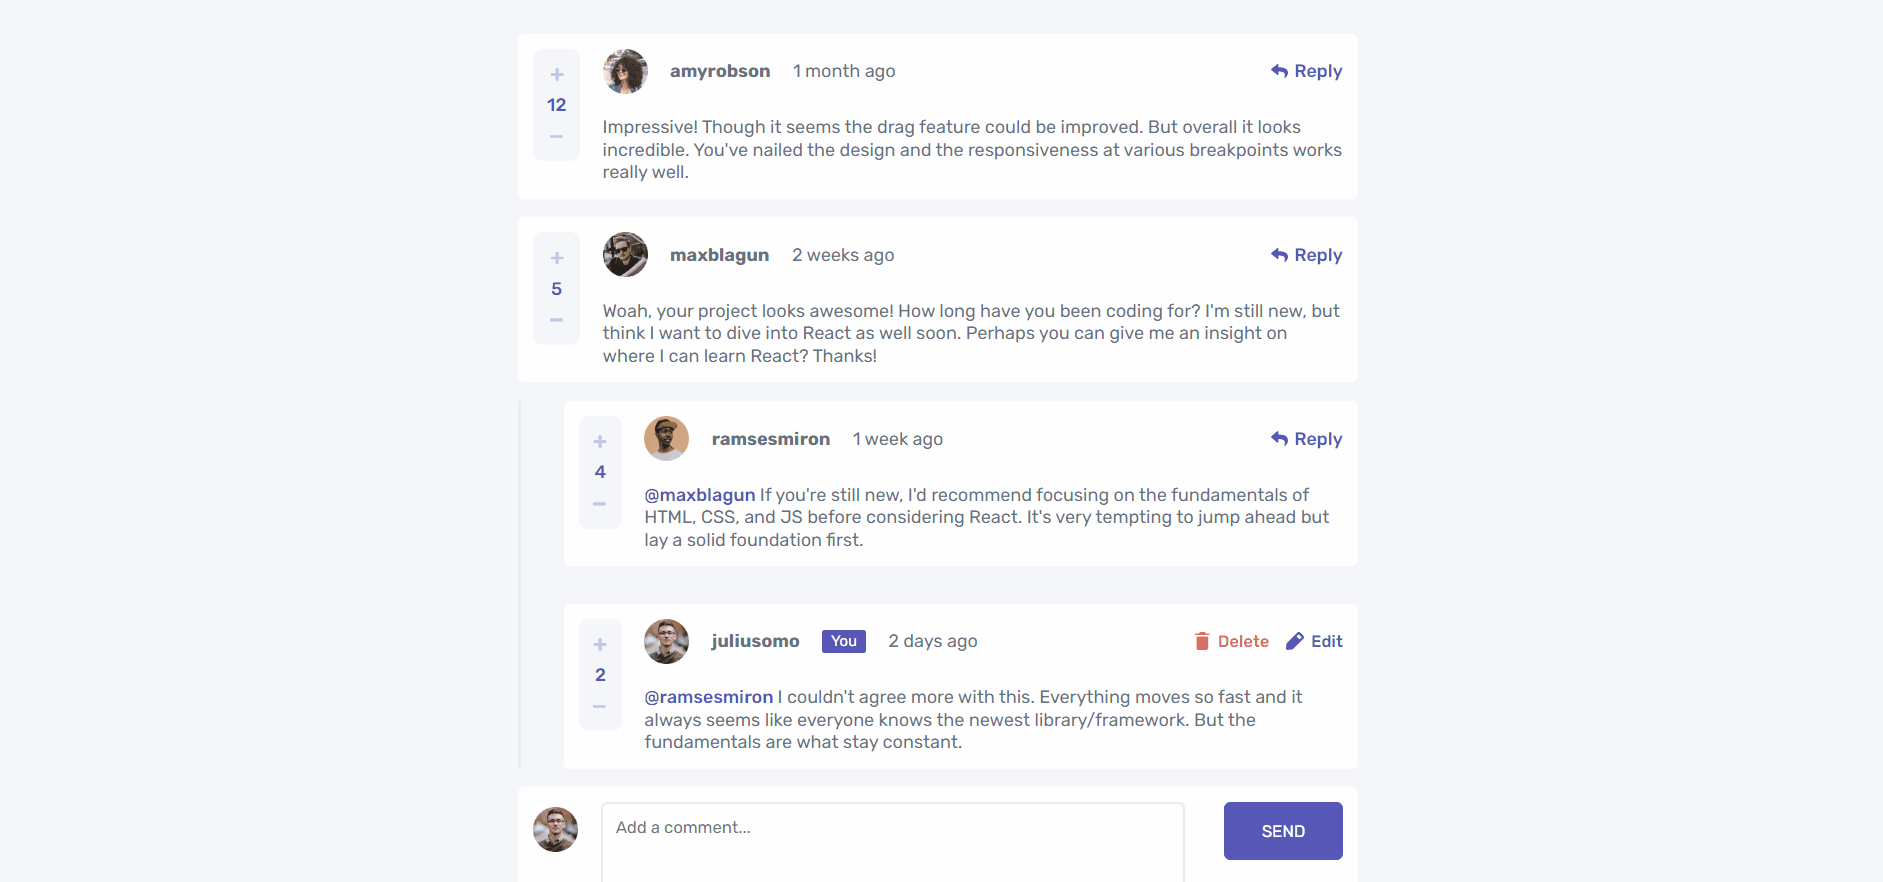 +
12
−
amyrobson 1 month ago Reply
Impressive! Though it seems the drag feature could be improved. But overall it looks
incredible. You've nailed the design and the responsiveness at various breakpoints works
really well.
+
5
−
maxblagun 2 weeks ago Reply
Woah, your project looks awesome! How long have you been coding for? I'm still new, but
think I want to dive into React as well soon. Perhaps you can give me an insight on
where I can learn React? Thanks!
+
4
−
ramsesmiron 1 week ago Reply
@maxblagun If you're still new, I'd recommend focusing on the fundamentals of
HTML, CSS, and JS before considering React. It's very tempting to jump ahead but
lay a solid foundation first.
+
2
−
juliusomo You 2 days ago Delete Edit
@ramsesmiron I couldn't agree more with this. Everything moves so fast and it
always seems like everyone knows the newest library/framework. But the
fundamentals are what stay constant.
Add a comment...
SEND